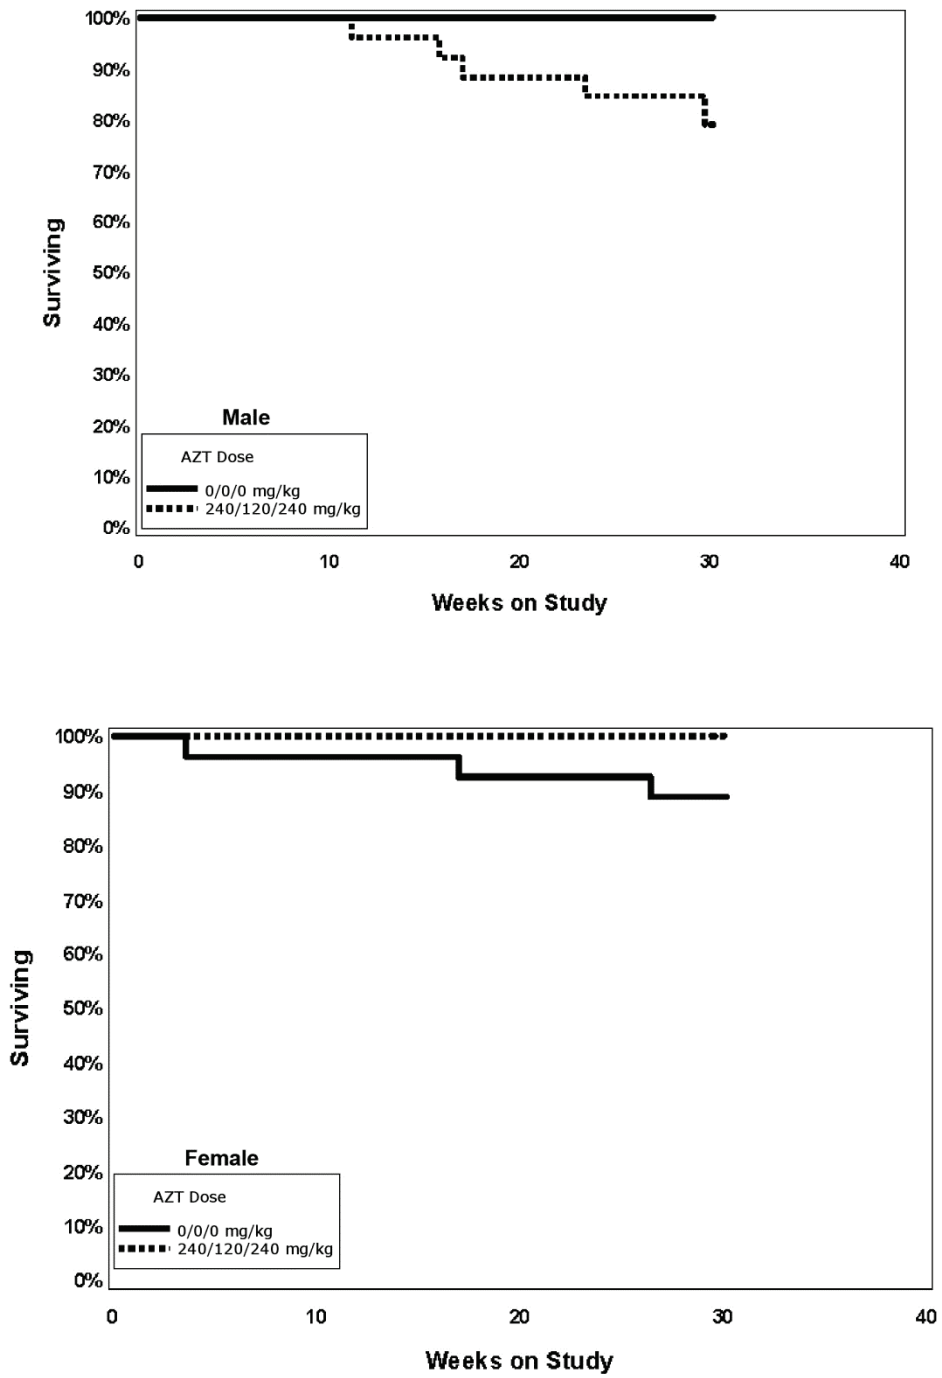 100%
90%
80%
70%
60%
50%
40%
30%
20%
10%
0%
Surviving
Male
AZT Dose
0/0/0 mg/kg
240/120/240 mg/kg
0 10 20 30 40
Weeks on Study
100%
90%
80%
70%
60%
50%
40%
30%
20%
10%
0%
Surviving
Female
AZT Dose
0/0/0 mg/kg
240/120/240 mg/kg
0 10 20 30 40
Weeks on Study